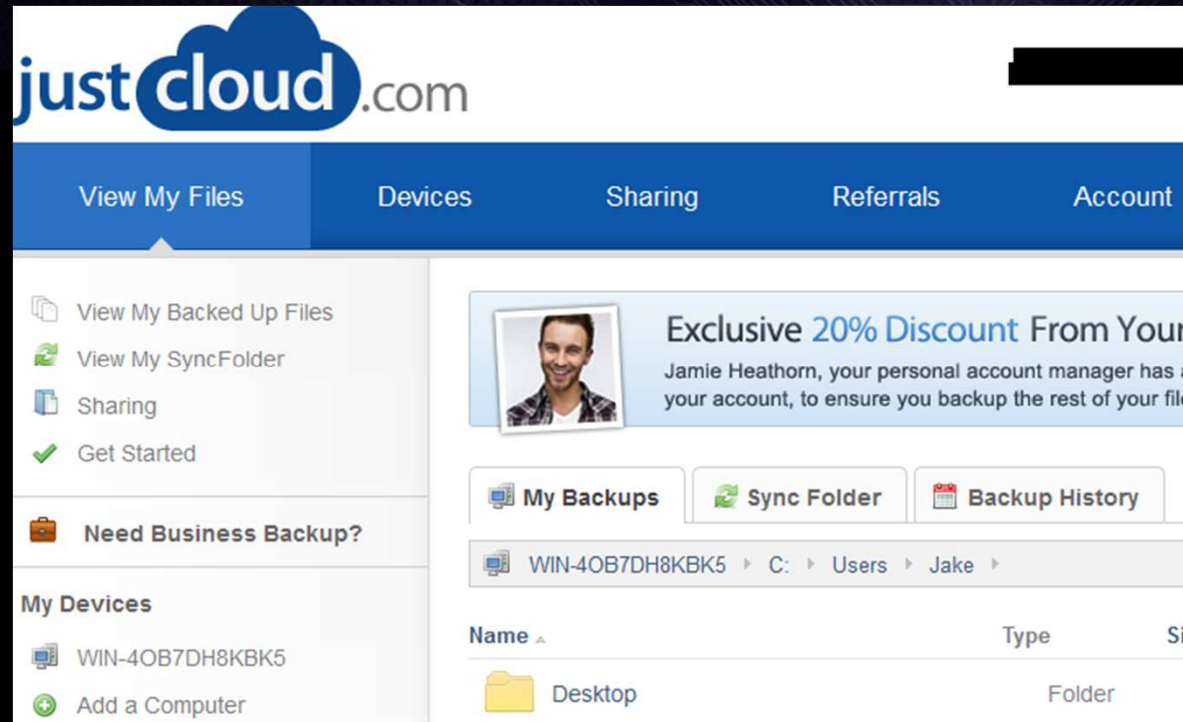 justcloud.com
View My Files Devices Sharing Referrals Account
View My Backed Up Files
View My SyncFolder
Sharing
Get Started
Need Business Backup?
My Devices
WIN-4OB7DH8KBK5
Add a Computer
Exclusive 20% Discount From Your
Jamie Heathorn, your personal account manager has a
your account, to ensure you backup the rest of your file
My Backups Sync Folder Backup History
WIN-4OB7DH8KBK5 C: Users Jake
Name Type Si
Desktop Folder